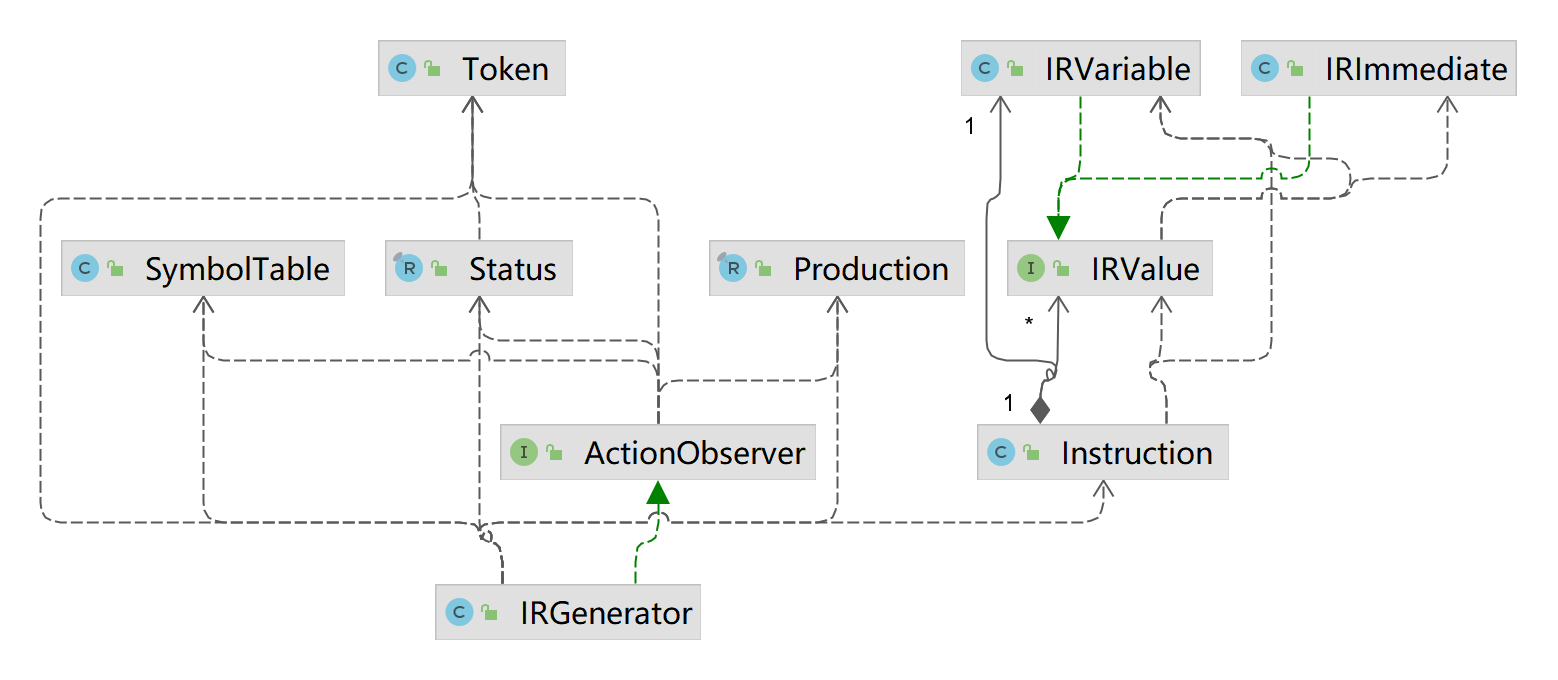 C Token
C IRVariable
C IRImmediate
1
C SymbolTable
R Status
R Production
I IRValue
*
1
I ActionObserver
C Instruction
C IRGenerator